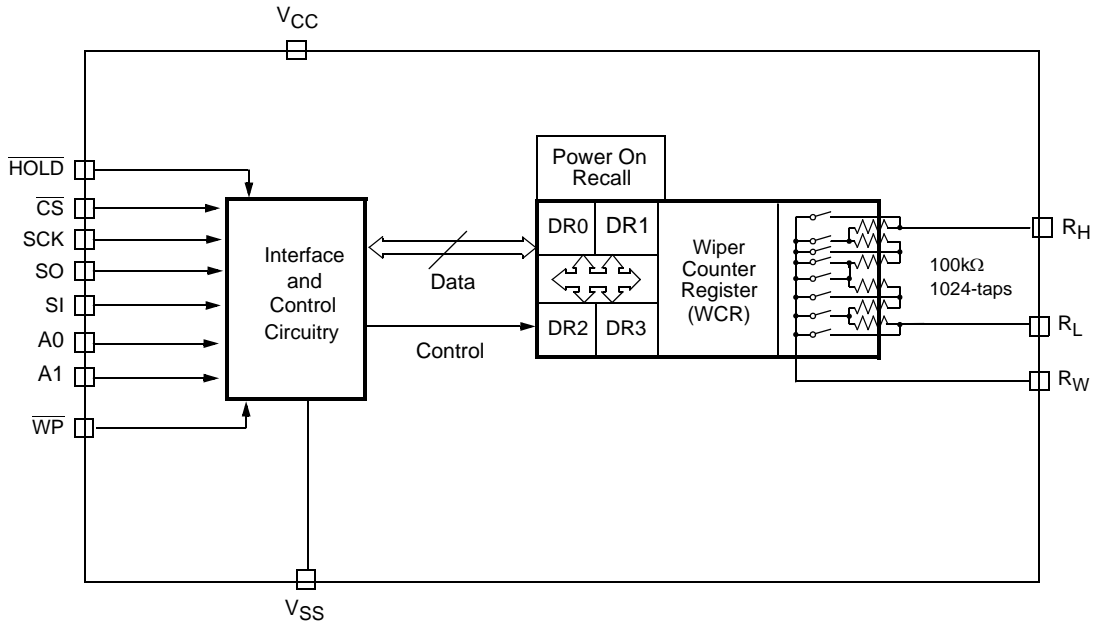 VCC
HOLD
CS
SCK
SO
SI
A0
A1
WP
Interface
and
Control
Circuitry
Data
Control
Power On
Recall
DR0 DR1
DR2 DR3
Wiper
Counter
Register
(WCR)
100kΩ
1024-taps
RH
RL
RW
VSS